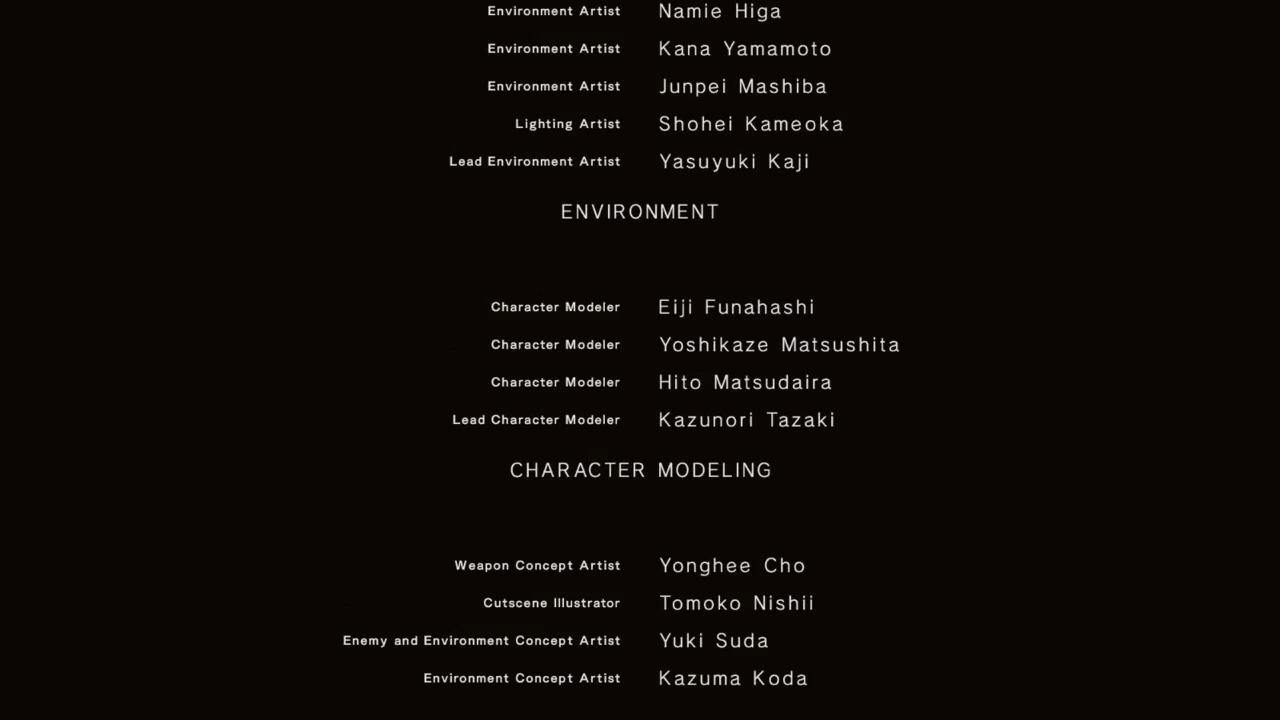 Environment Artist Namie Higa
Environment Artist Kana Yamamoto
Environment Artist Junpei Mashiba
Lighting Artist Shohei Kameoka
Lead Environment Artist Yasuyuki Kaji
ENVIRONMENT
Character Modeler Eiji Funahashi
Character Modeler Yoshikaze Matsushita
Character Modeler Hito Matsudaira
Lead Character Modeler Kazunori Tazaki
CHARACTER MODELING
Weapon Concept Artist Yonghee Cho
Cutscene Illustrator Tomoko Nishii
Enemy and Environment Concept Artist Yuki Suda
Environment Concept Artist Kazuma Koda